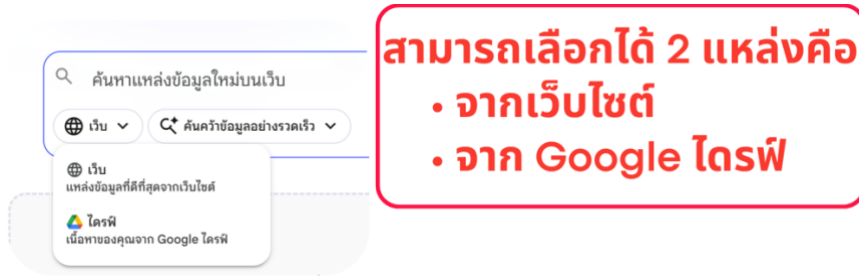 ค้นหาแหล่งข้อมูลใหม่บนเว็บ
เว็บ
ค้นคว้าข้อมูลอย่างรวดเร็ว
เว็บ
แหล่งข้อมูลที่ดีที่สุดจากเว็บไซต์
ไดรฟ์
เนื้อหาของคุณจาก Google ไดรฟ์
สามารถเลือกได้ 2 แหล่งคือ
• จากเว็บไซต์
• จาก Google ไดรฟ์